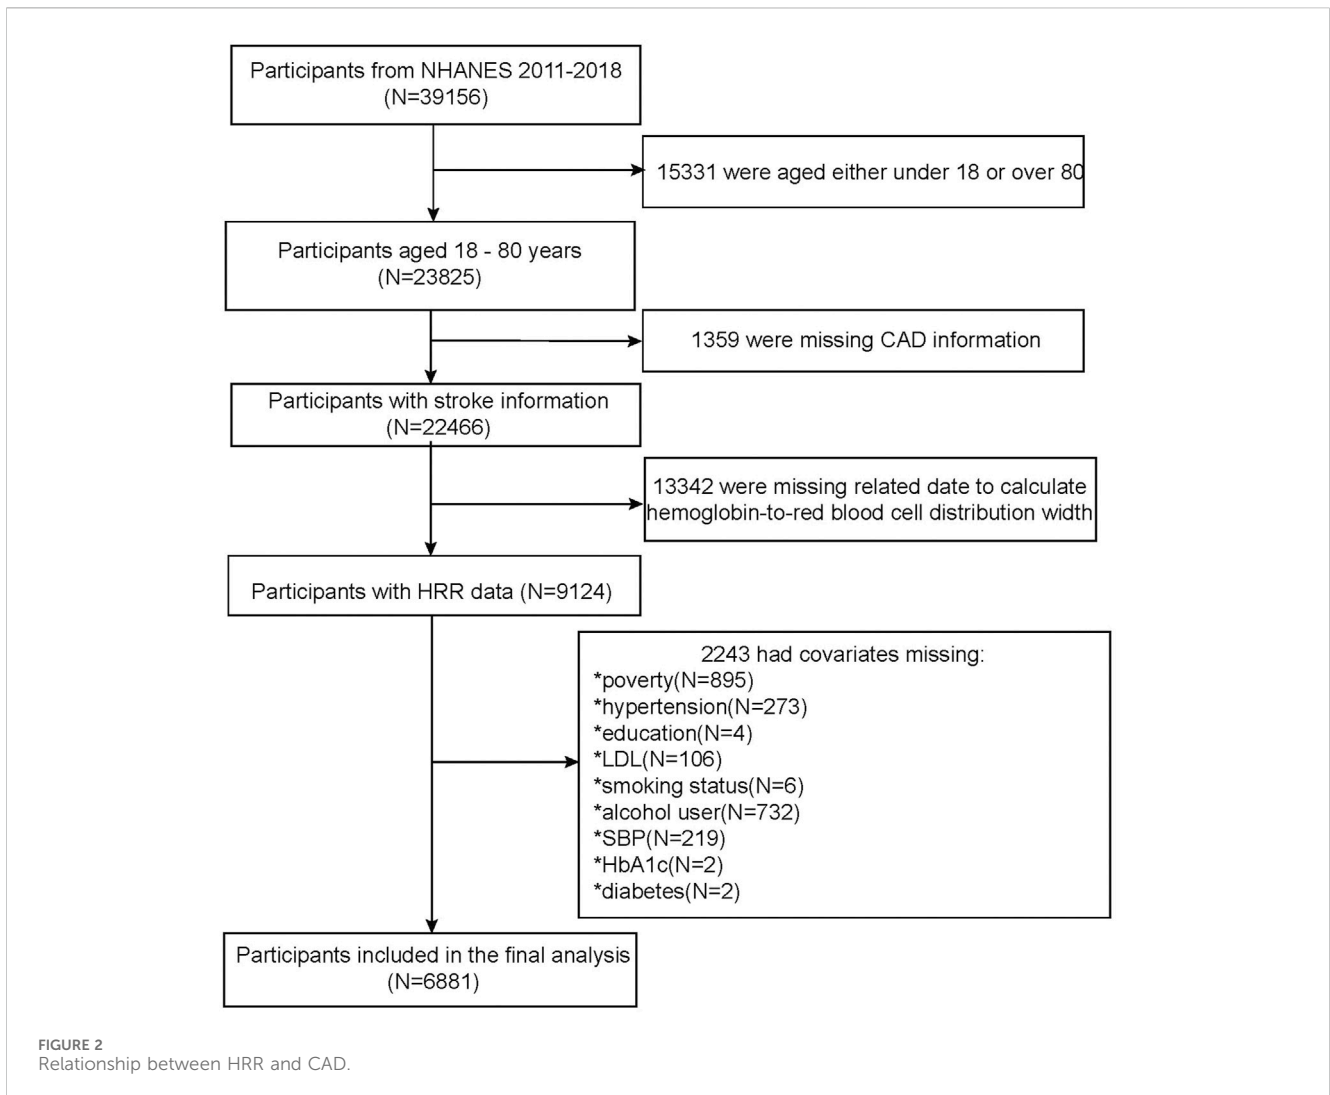 Participants from NHANES 2011-2018
(N=39156)
15331 were aged either under 18 or over 80
Participants aged 18 - 80 years
(N=23825)
1359 were missing CAD information
Participants with stroke information
(N=22466)
13342 were missing related date to calculate
hemoglobin-to-red blood cell distribution width
Participants with HRR data (N=9124)
2243 had covariates missing:
*poverty(N=895)
*hypertension(N=273)
*education(N=4)
*LDL(N=106)
*smoking status(N=6)
*alcohol user(N=732)
*SBP(N=219)
*HbA1c(N=2)
*diabetes(N=2)
Participants included in the final analysis
(N=6881)
FIGURE 2
Relationship between HRR and CAD.